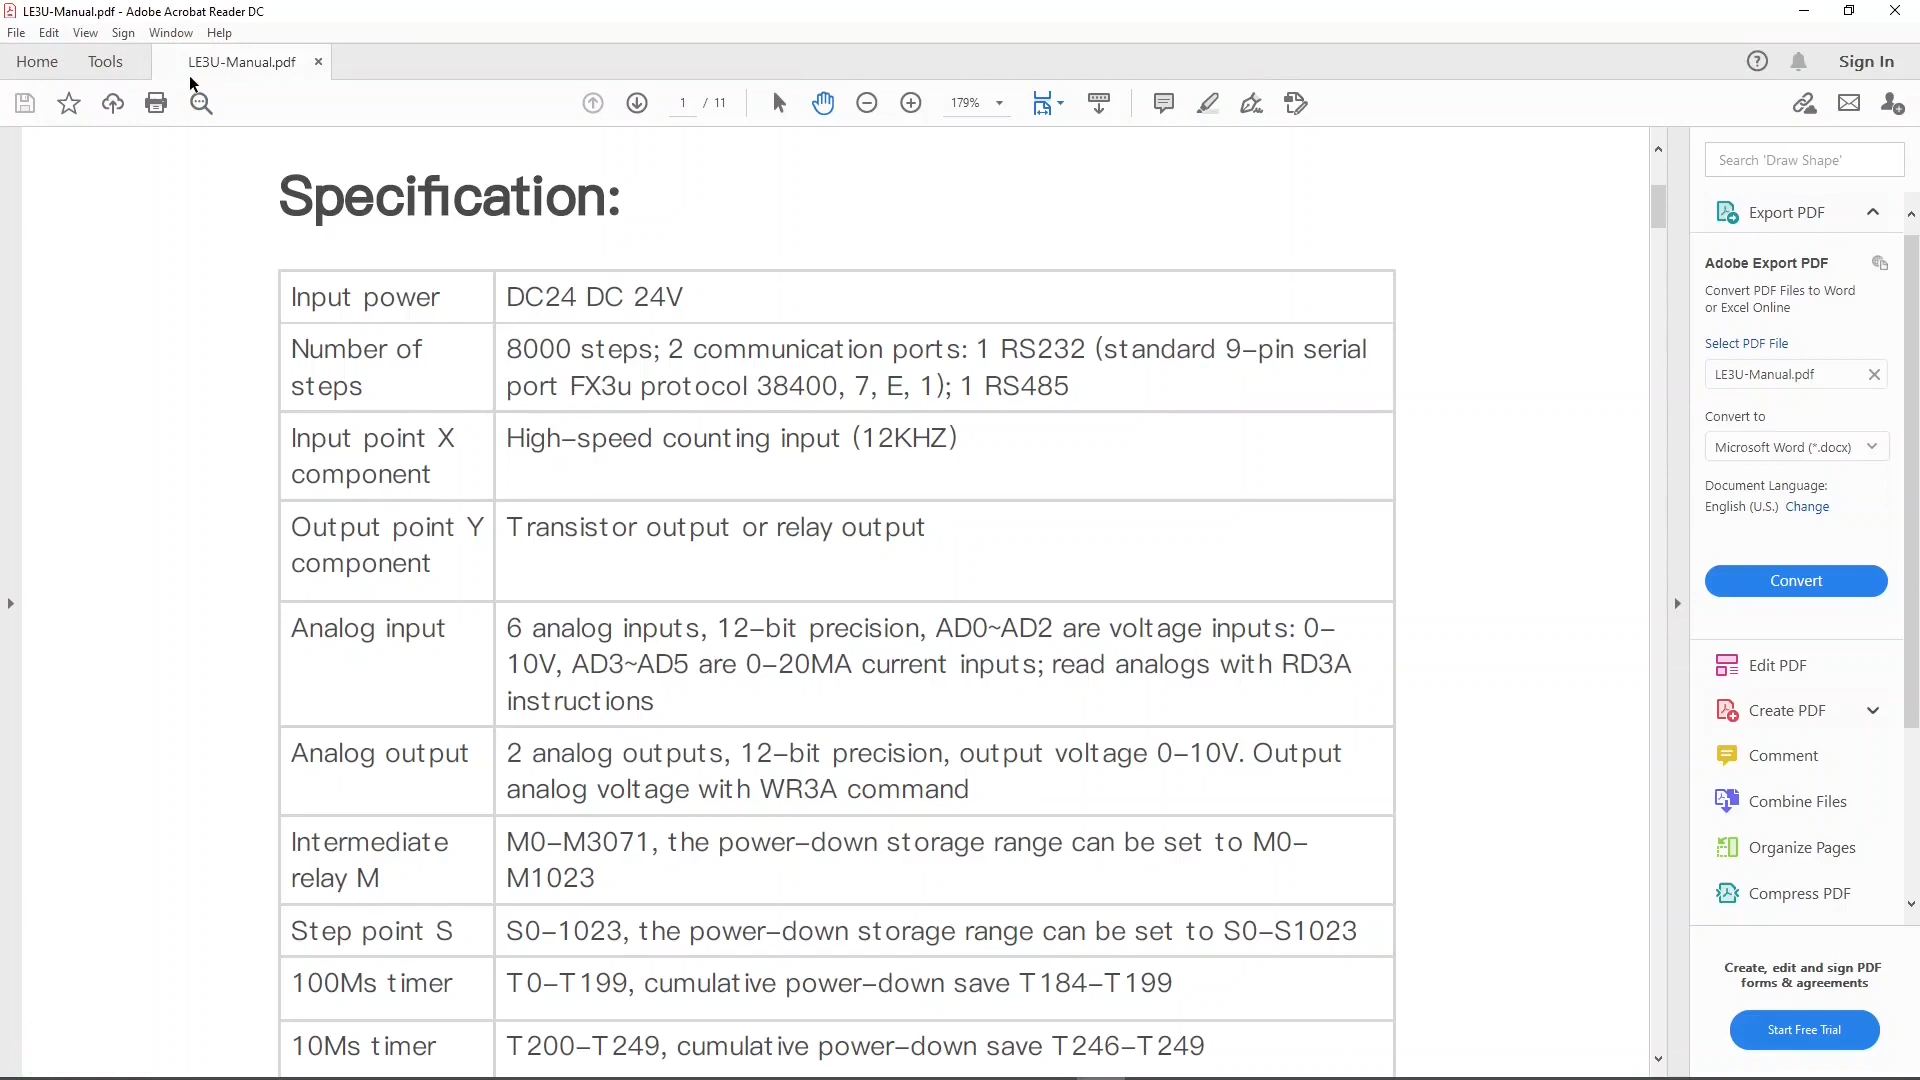 LE3U-Manual.pdf - Adobe Acrobat Reader DC
File Edit View Sign Window Help
Home Tools LE3U-Manual.pdf Sign In
1 / 11 179%
Specification:
Input power DC24 DC 24V
Number of steps
8000 steps; 2 communication ports: 1 RS232 (standard 9-pin serial
port FX3u protocol 38400, 7, E, 1); 1 RS485
Input point X
component
High-speed counting input (12KHZ)
Output point Y
component
Transistor output or relay output
Analog input
6 analog inputs, 12-bit precision, AD0~AD2 are voltage inputs: 0-
10V, AD3~AD5 are 0-20MA current inputs; read analogs with RD3A
instructions
Analog output
2 analog outputs, 12-bit precision, output voltage 0-10V. Output
analog voltage with WR3A command
Intermediate
relay M
M0-M3071, the power-down storage range can be set to M0-
M1023
Step point S S0-1023, the power-down storage range can be set to S0-S1023
100Ms timer T0-T199, cumulative power-down save T184-T199
10Ms timer T200-T249, cumulative power-down save T246-T249
Search 'Draw Shape'
Export PDF
Adobe Export PDF
Convert PDF Files to Word
or Excel Online
Select PDF File
LE3U-Manual.pdf
Convert to
Microsoft Word (*.docx)
Document Language:
English (U.S.) Change
Convert
Edit PDF
Create PDF
Comment
Combine Files
Organize Pages
Compress PDF
Create, edit and sign PDF
forms & agreements
Start Free Trial